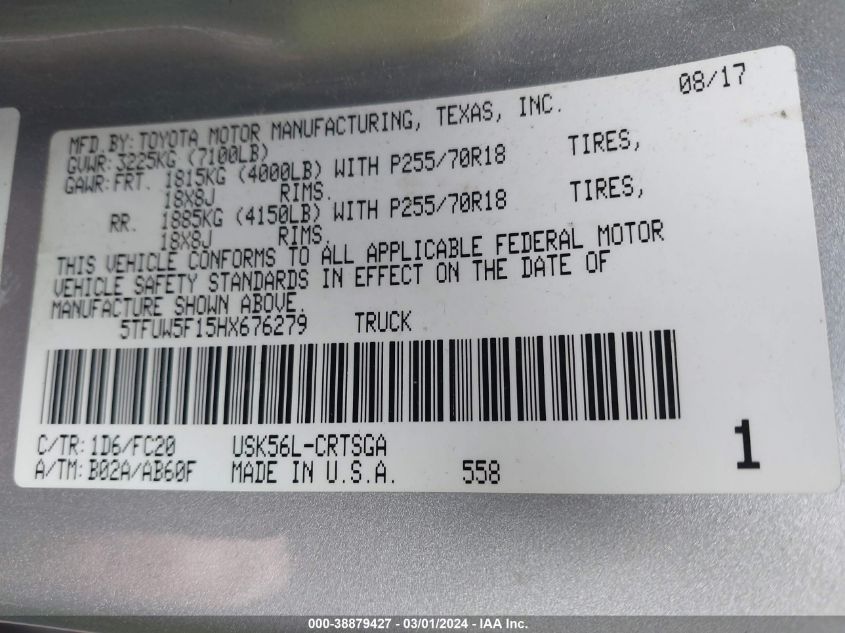 08/17
MFD.BY: TOYOTA MOTOR MANUFACTURING, TEXAS, INC.
GVWR: 3225KG (7100LB)
GAWR: FRT. 1815KG (4000LB) WITH P255/70R18 TIRES,
18X8J RIMS.
RR. 1885KG (4150LB) WITH P255/70R18 TIRES,
18X8J RIMS.
THIS VEHICLE CONFORMS TO ALL APPLICABLE FEDERAL MOTOR
VEHICLE SAFETY STANDARDS IN EFFECT ON THE DATE OF
MANUFACTURE SHOWN ABOVE.
5TFUW5F15HX676279 TRUCK
C/TR: 1D6/FC20 USK56L-CRTSGA
A/TM: B02A/AB60F MADE IN U.S.A. 558
1
000-38879427 - 03/01/2024 - IAA Inc.